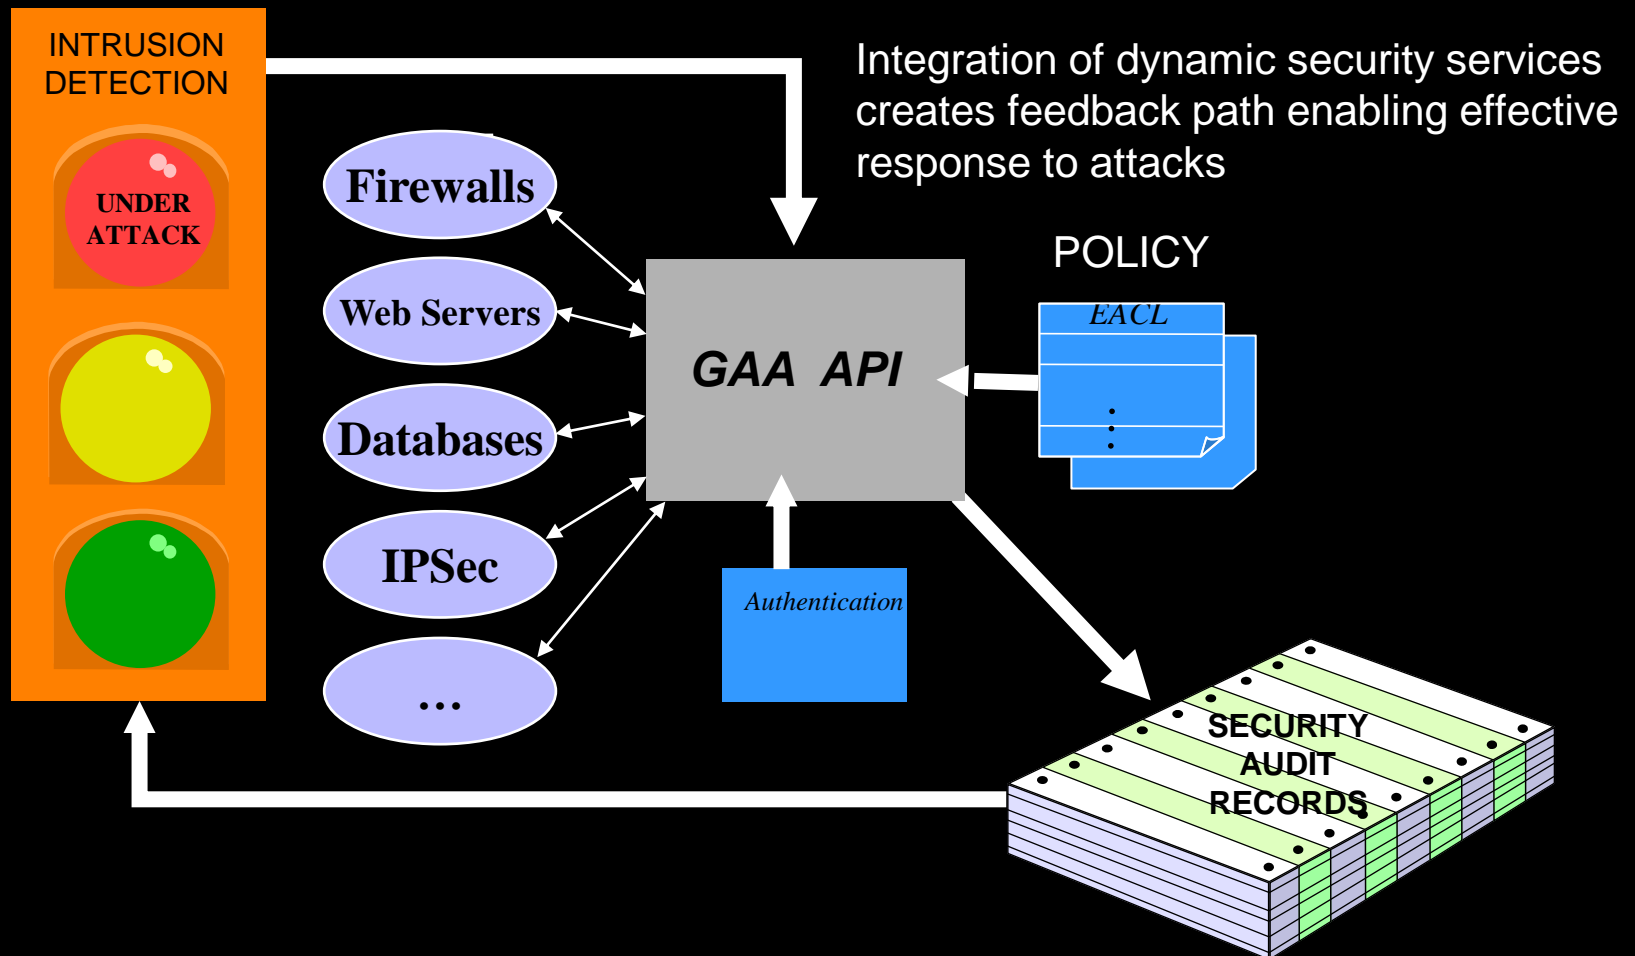 INTRUSION
DETECTION
UNDER
ATTACK
Firewalls
Web Servers
Databases
IPSec
...
Integration of dynamic security services
creates feedback path enabling effective
response to attacks
GAA API
POLICY
EACL
Authentication
SECURITY
AUDIT
RECORDS